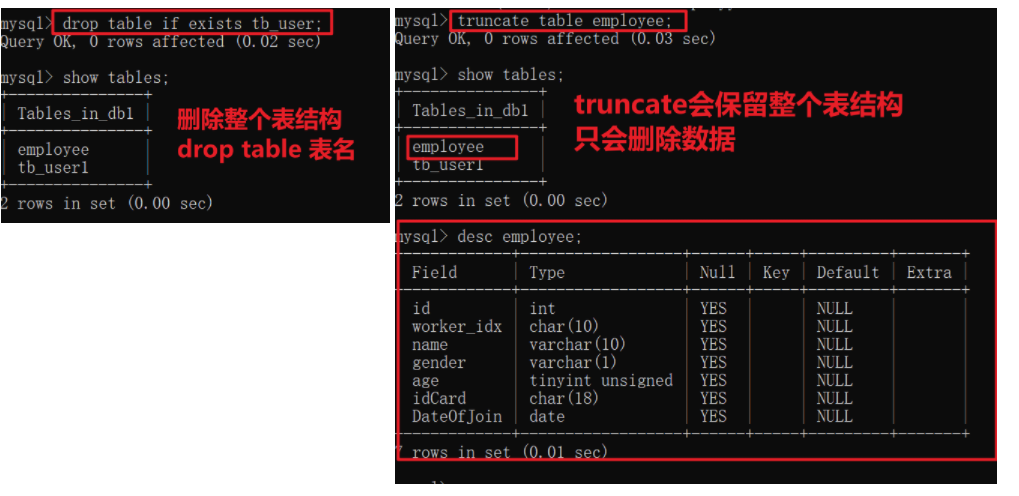 mysql> drop table if exists tb_user;
Query OK, 0 rows affected (0.02 sec)
mysql> show tables;
+---------------+
| Tables_in_db1 |
+---------------+
| employee      |
| tb_user1      |
+---------------+
2 rows in set (0.00 sec)
删除整个表结构
drop table 表名
mysql> truncate table employee;
Query OK, 0 rows affected (0.03 sec)
mysql> show tables;
+---------------+
| Tables_in_db1 |
+---------------+
| employee      |
| tb_user1      |
+---------------+
2 rows in set (0.00 sec)
truncate会保留整个表结构
只会删除数据
mysql> desc employee;
+------------+------------------+------+-----+---------+-------+
| Field      | Type             | Null | Key | Default | Extra |
+------------+------------------+------+-----+---------+-------+
| id         | int              | YES  |     | NULL    |       |
| worker_idx | char(10)         | YES  |     | NULL    |       |
| name       | varchar(10)      | YES  |     | NULL    |       |
| gender     | varchar(1)       | YES  |     | NULL    |       |
| age        | tinyint unsigned | YES  |     | NULL    |       |
| idCard     | char(18)         | YES  |     | NULL    |       |
| DateOfJoin | date             | YES  |     | NULL    |       |
+------------+------------------+------+-----+---------+-------+
7 rows in set (0.01 sec)